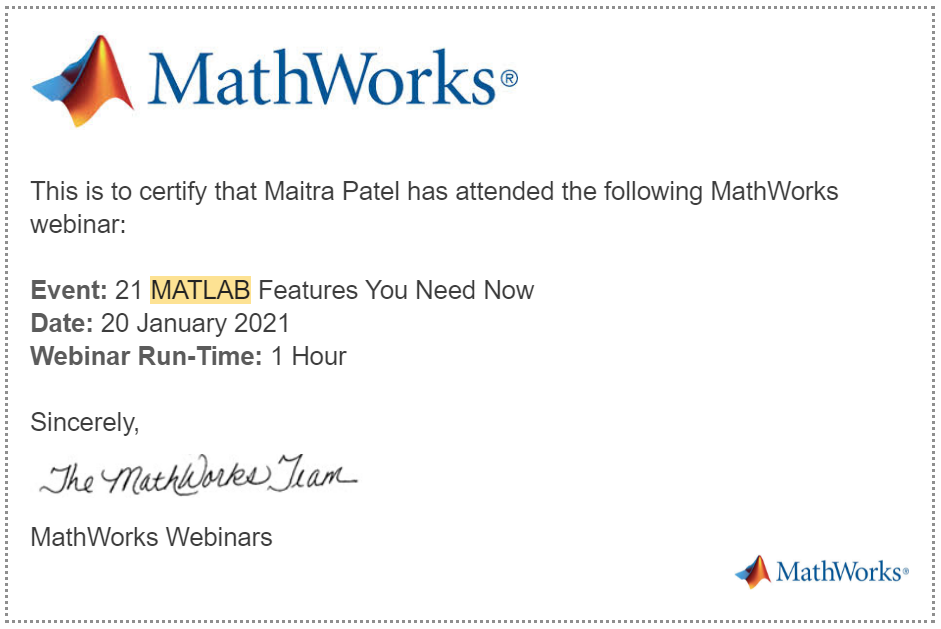 MathWorks®
This is to certify that Maitra Patel has attended the following MathWorks
webinar:
Event: 21 MATLAB Features You Need Now
Date: 20 January 2021
Webinar Run-Time: 1 Hour
Sincerely,
The MathWorks Team
MathWorks Webinars
MathWorks®